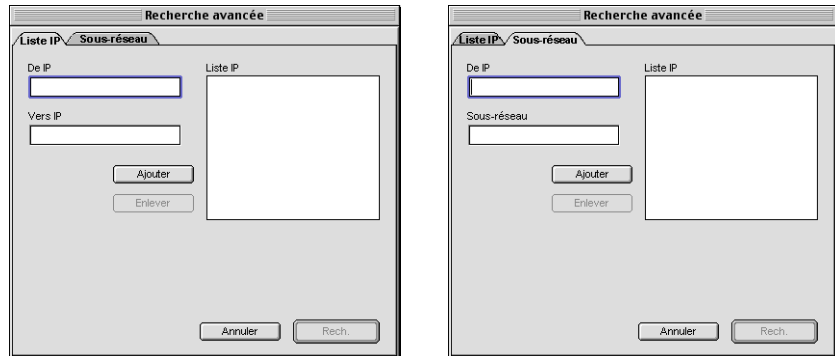 Recherche avancée
Liste IP Sous-réseau
De IP Liste IP
Vers IP
Ajouter
Enlever
Annuler Rech.
Recherche avancée
Liste IP Sous-réseau
De IP Liste IP
Sous-réseau
Ajouter
Enlever
Annuler Rech.